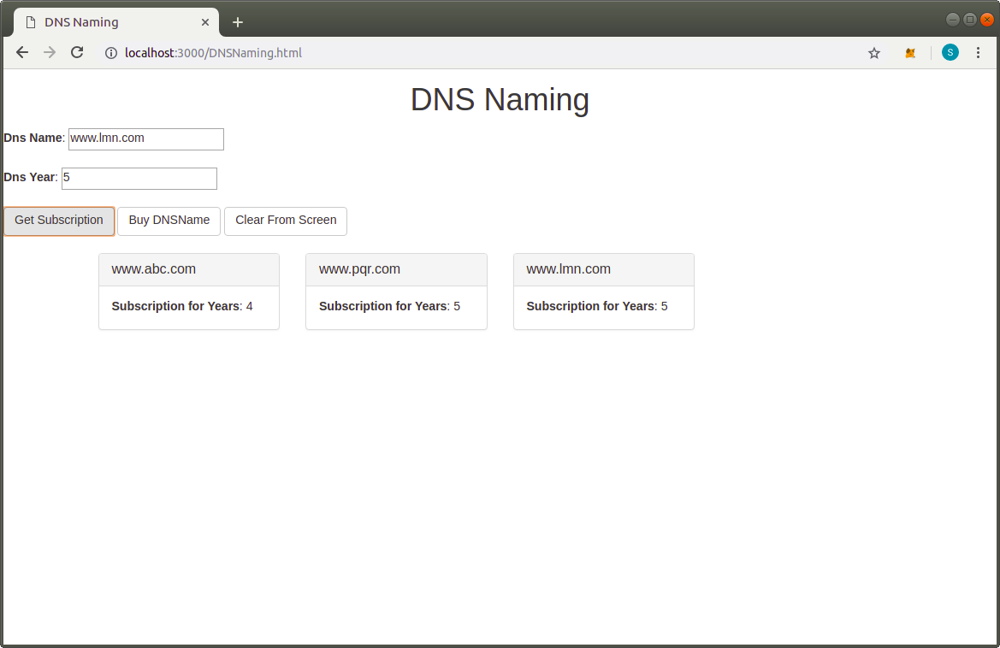 DNS Naming
localhost:3000/DNSNaming.html
S
DNS Naming
Dns Name: www.lmn.com
Dns Year: 5
Get Subscription Buy DNSName Clear From Screen
www.abc.com www.pqr.com www.lmn.com
Subscription for Years: 4 Subscription for Years: 5 Subscription for Years: 5